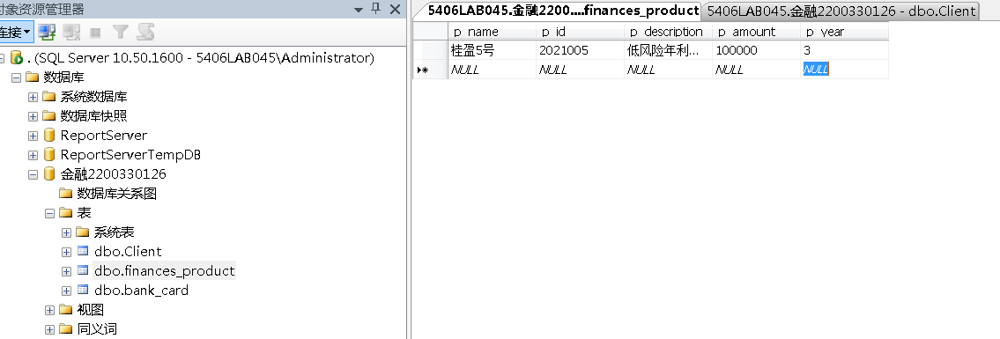 对象资源管理器
连接
. (SQL Server 10.50.1600 - 5406LAB045\Administrator)
数据库
系统数据库
数据库快照
ReportServer
ReportServerTempDB
金融2200330126
数据库关系图
表
系统表
dbo.Client
dbo.finances_product
dbo.bank_card
视图
同义词
5406LAB045.金融2200....finances_product 5406LAB045.金融2200330126 - dbo.Client
p_name p_id p_description p_amount p_year
桂盈5号 2021005 低风险年利... 100000 3
NULL NULL NULL NULL NULL